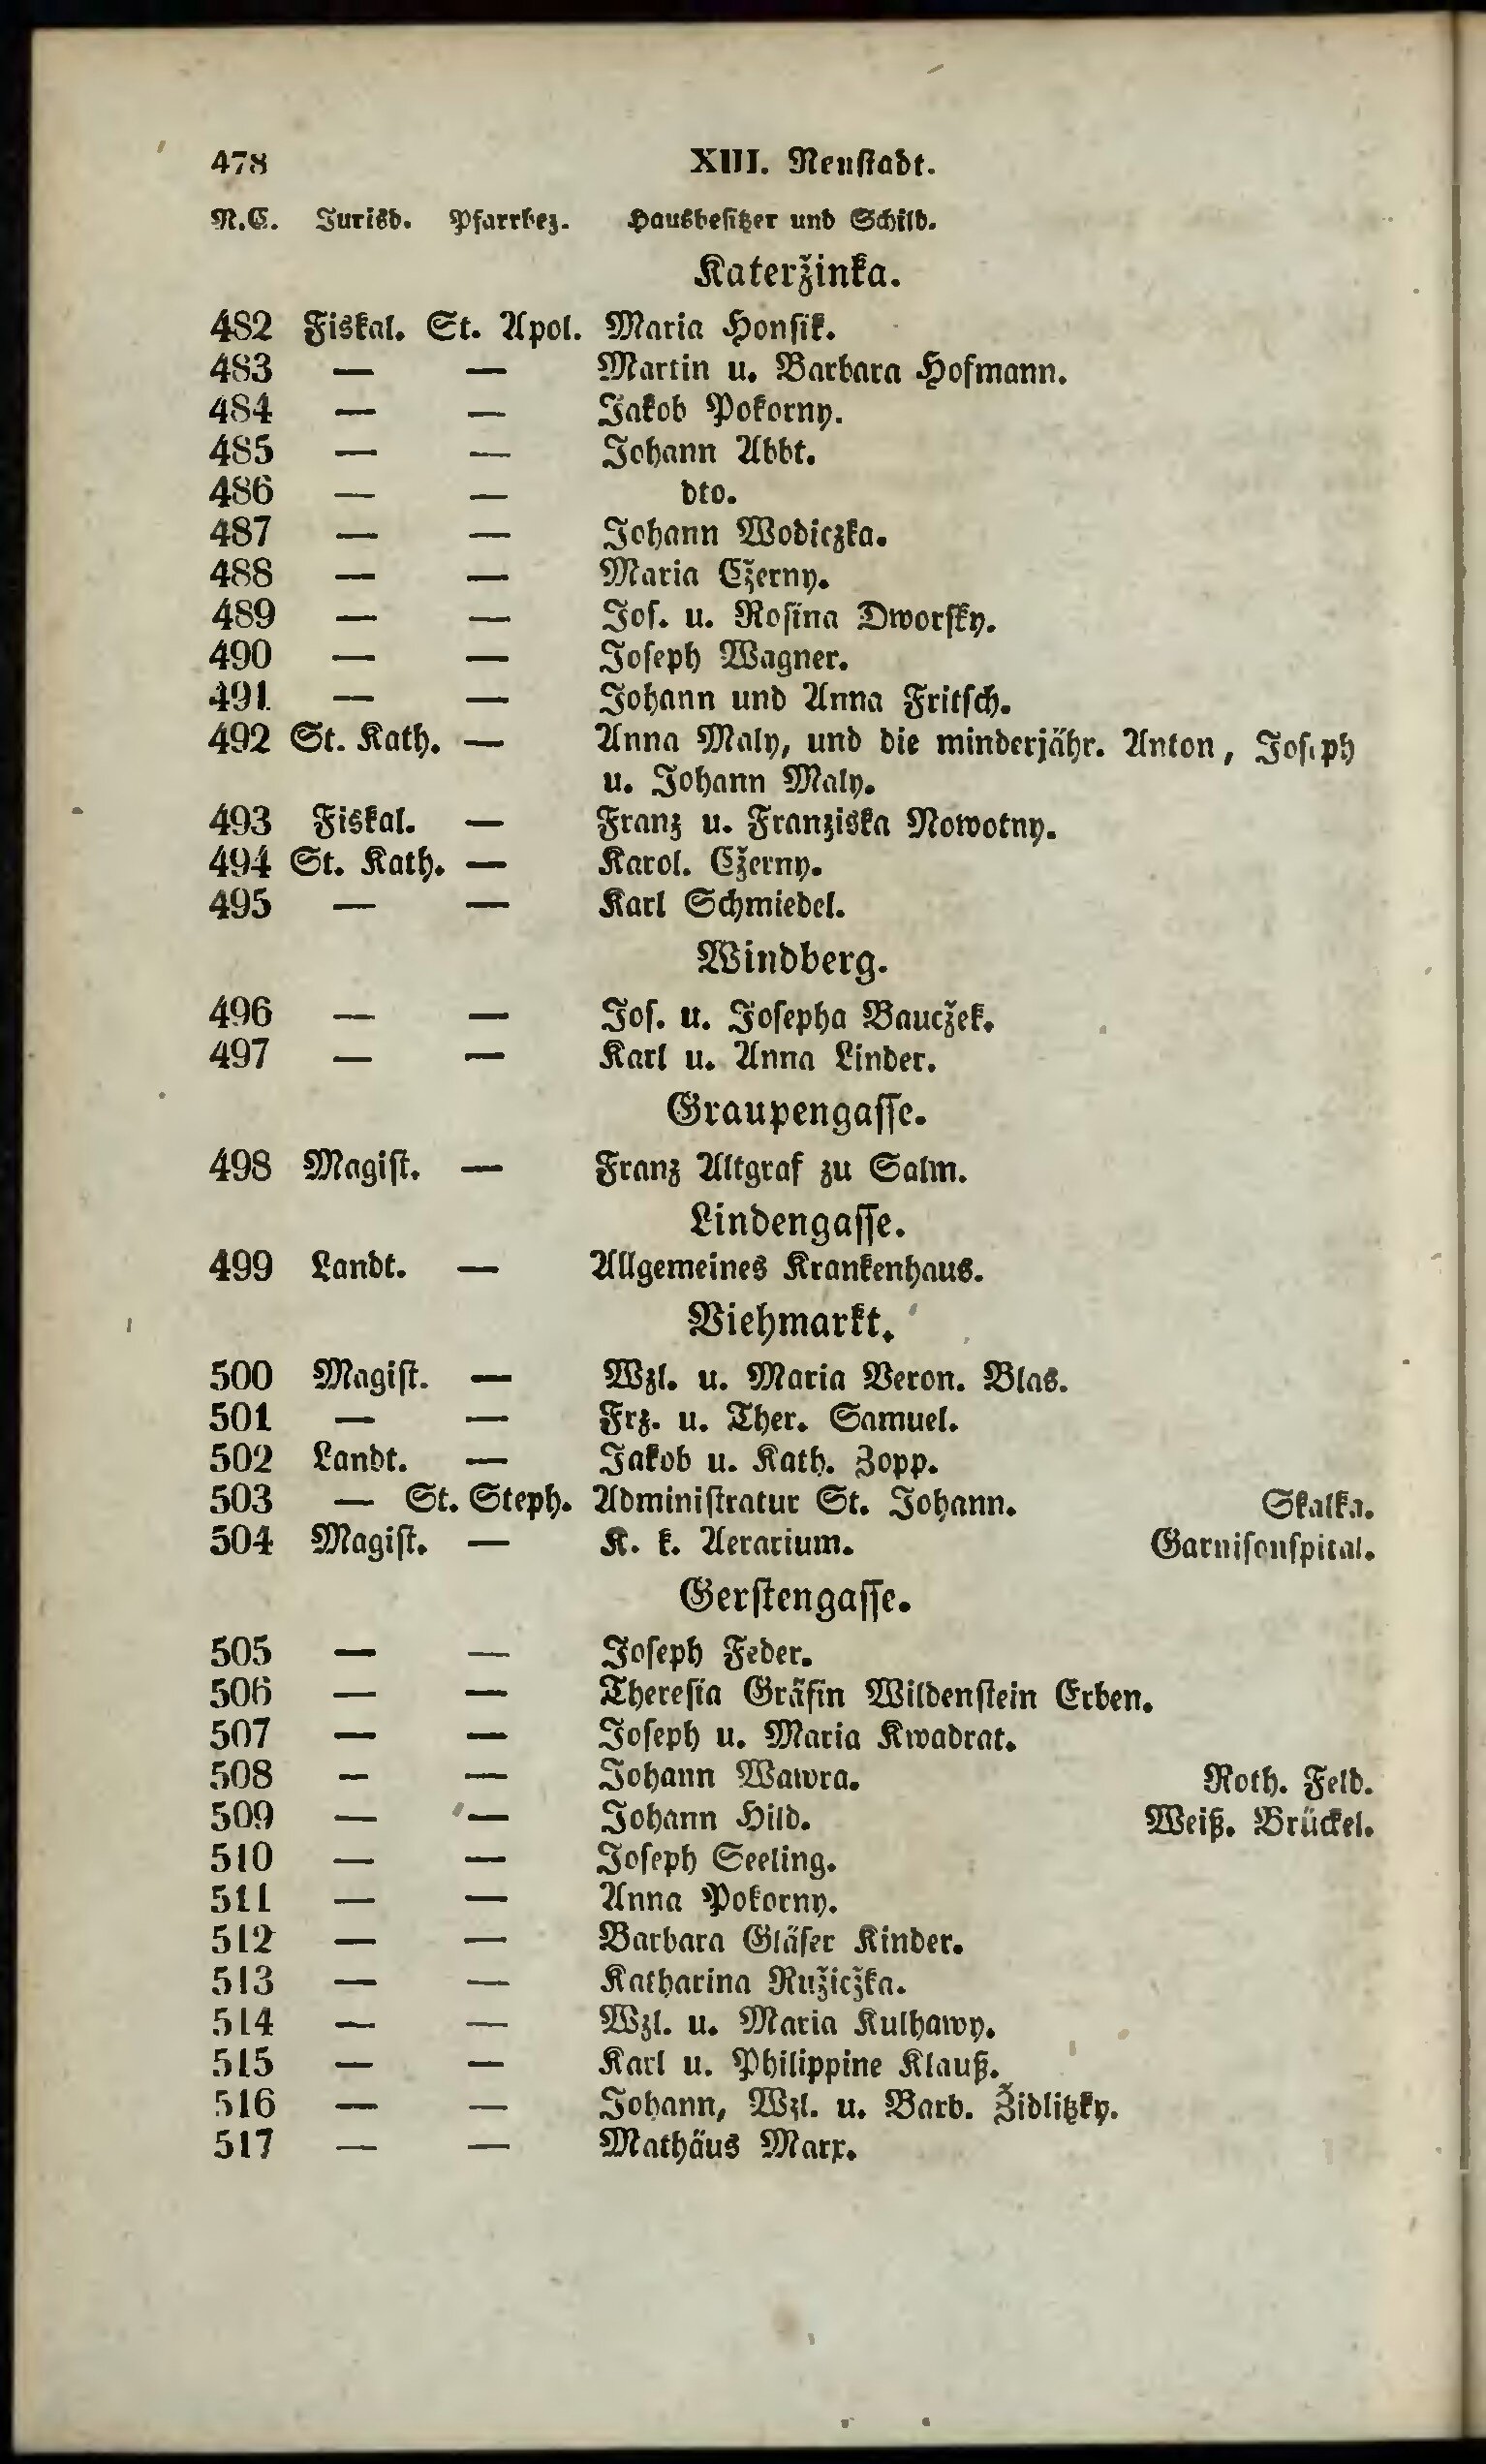 478 XIII. Neustadt.
N.C. Jurisd. Pfarrbez. Hausbesitzer und Schild.
Kateržinka.
482 Fiskal. St. Apol. Maria Honsik.
483 — — Martin u. Barbara Hofmann.
484 — — Jakob Pokorny.
485 — — Johann Abbt.
486 — — dto.
487 — — Johann Wodiczka.
488 — — Maria Cžerny.
489 — — Jos. u. Rosina Dworsky.
490 — — Joseph Wagner.
491 — — Johann und Anna Fritsch.
492 St. Kath. — Anna Maly, und die minderjähr. Anton, Joseph
u. Johann Maly.
493 Fiskal. — Franz u. Franziska Nowotny.
494 St. Kath. — Karol. Cžerny.
495 — — Karl Schmiedel.
Windberg.
496 — — Jos. u. Josepha Baucžek.
497 — — Karl u. Anna Linder.
Graupengasse.
498 Magist. — Franz Altgraf zu Salm.
Lindengasse.
499 Landt. — Allgemeines Krankenhaus.
Viehmarkt.
500 Magist. — Wzl. u. Maria Veron. Blas.
501 — — Frz. u. Ther. Samuel.
502 Landt. — Jakob u. Kath. Zopp.
503 — St. Steph. Administratur St. Johann. Skalka.
504 Magist. — K. k. Aerarium. Garnisonspital.
Gerstengasse.
505 — — Joseph Feder.
506 — — Theresia Gräfin Wildenstein Erben.
507 — — Joseph u. Maria Kwadrat.
508 — — Johann Wawra. Roth. Feld.
509 — — Johann Hild. Weiß. Brückel.
510 — — Joseph Seeling.
511 — — Anna Pokorny.
512 — — Barbara Gläser Kinder.
513 — — Katharina Ružicžka.
514 — — Wzl. u. Maria Kulhawy.
515 — — Karl u. Philippine Klauß.
516 — — Johann, Wzl. u. Barb. Židlitzky.
517 — — Mathäus Marx.